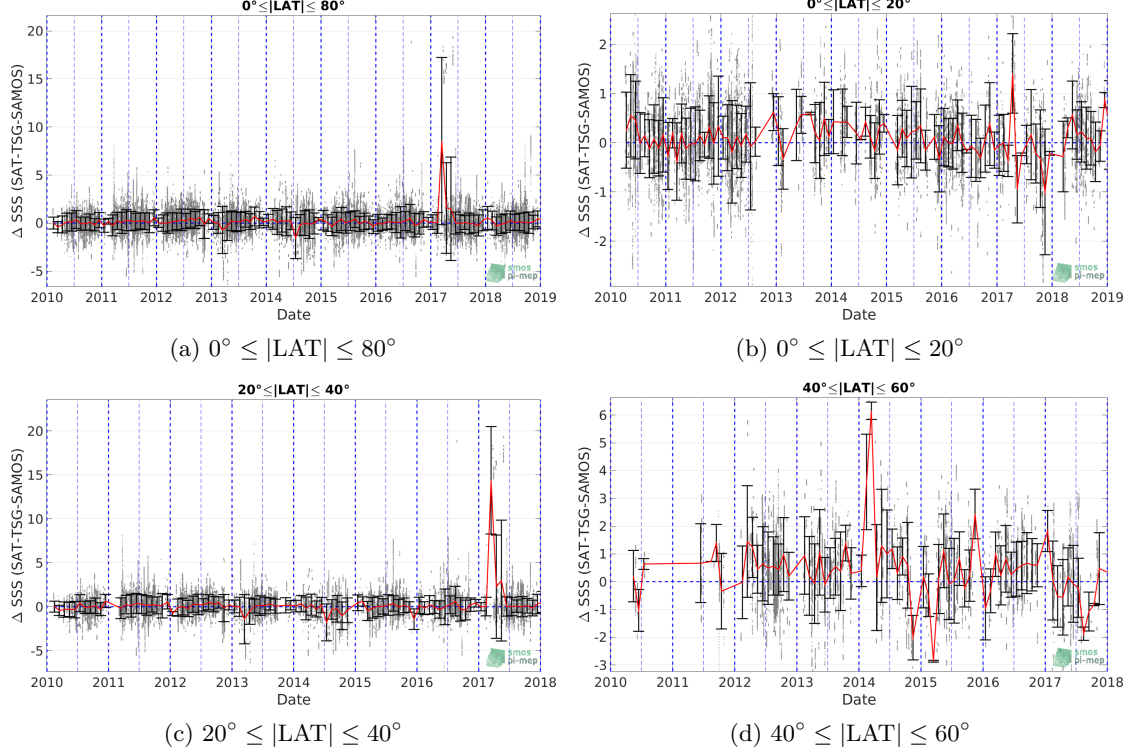 0°≤|LAT|≤ 80°
Δ SSS (SAT-TSG-SAMOS)
20
15
10
5
0
-5
2010 2011 2012 2013 2014 2015 2016 2017 2018 2019
Date
smos
pi-mep
(a) 0° ≤ |LAT| ≤ 80°
0°≤|LAT|≤ 20°
Δ SSS (SAT-TSG-SAMOS)
2
1
0
-1
-2
2010 2011 2012 2013 2014 2015 2016 2017 2018 2019
Date
smos
pi-mep
(b) 0° ≤ |LAT| ≤ 20°
20°≤|LAT|≤ 40°
Δ SSS (SAT-TSG-SAMOS)
20
15
10
5
0
-5
2010 2011 2012 2013 2014 2015 2016 2017 2018
Date
smos
pi-mep
(c) 20° ≤ |LAT| ≤ 40°
40°≤|LAT|≤ 60°
Δ SSS (SAT-TSG-SAMOS)
6
5
4
3
2
1
0
-1
-2
-3
2010 2011 2012 2013 2014 2015 2016 2017 2018
Date
smos
pi-mep
(d) 40° ≤ |LAT| ≤ 60°